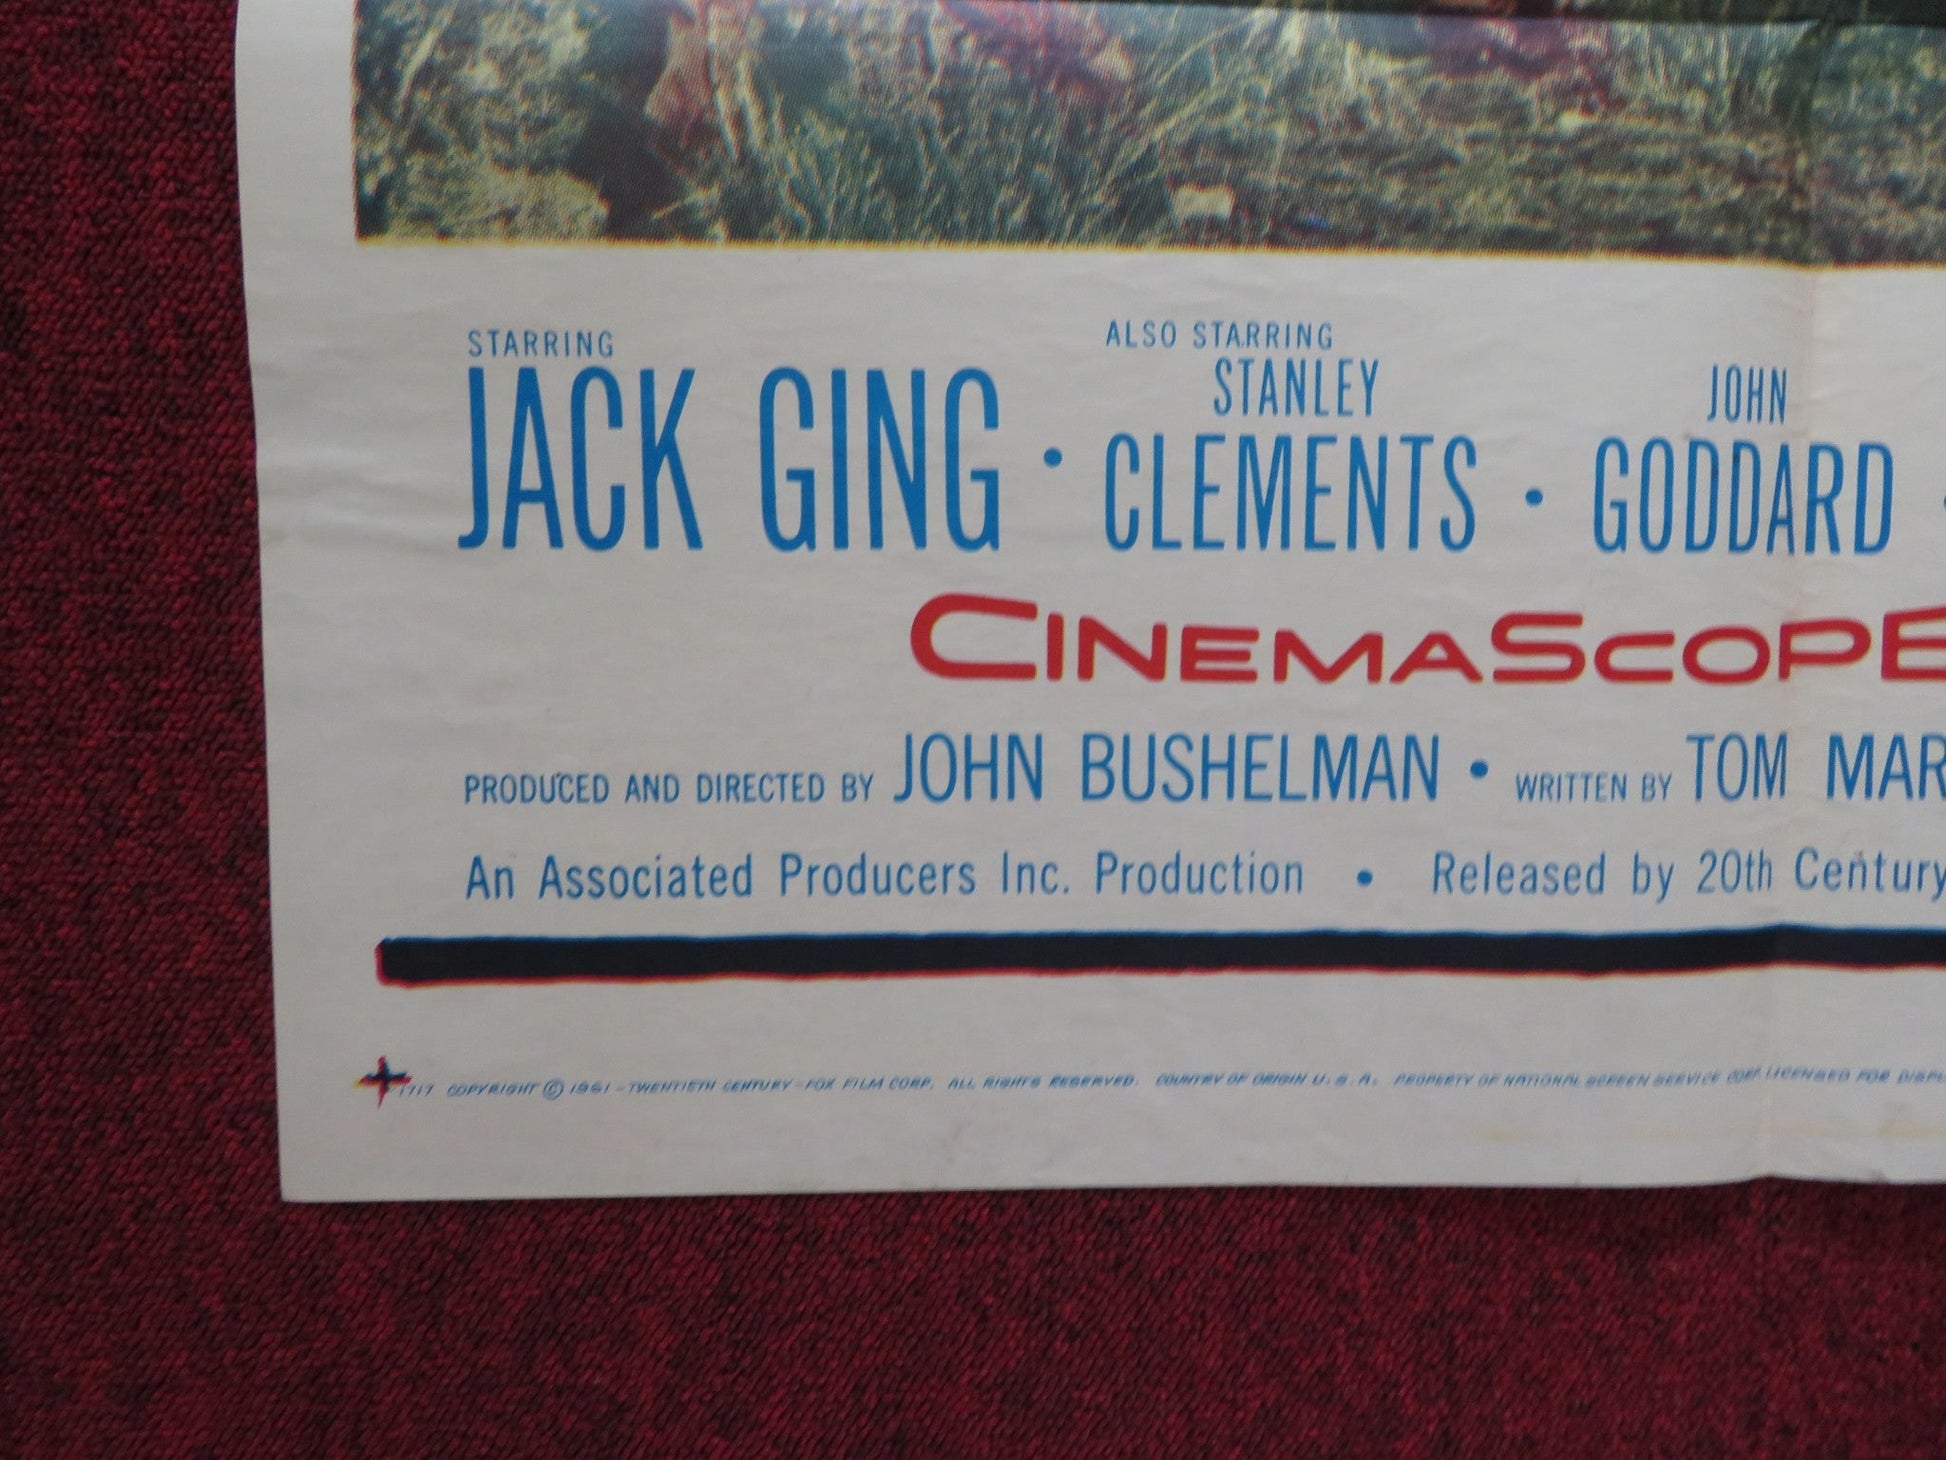 STARRING
JACK GING •
ALSO STARRING
STANLEY CLEMENTS •
JOHN GODDARD •
CINEMASCOPE
PRODUCED AND DIRECTED BY JOHN BUSHELMAN • WRITTEN BY TOM MAR
An Associated Producers Inc. Production • Released by 20th Century
1717 COPYRIGHT © 1961 - TWENTIETH CENTURY-FOX FILM CORP. ALL RIGHTS RESERVED. COUNTRY OF ORIGIN U.S.A. PROPERTY OF NATIONAL SCREEN SERVICE CORP. LICENSED FOR DISPL